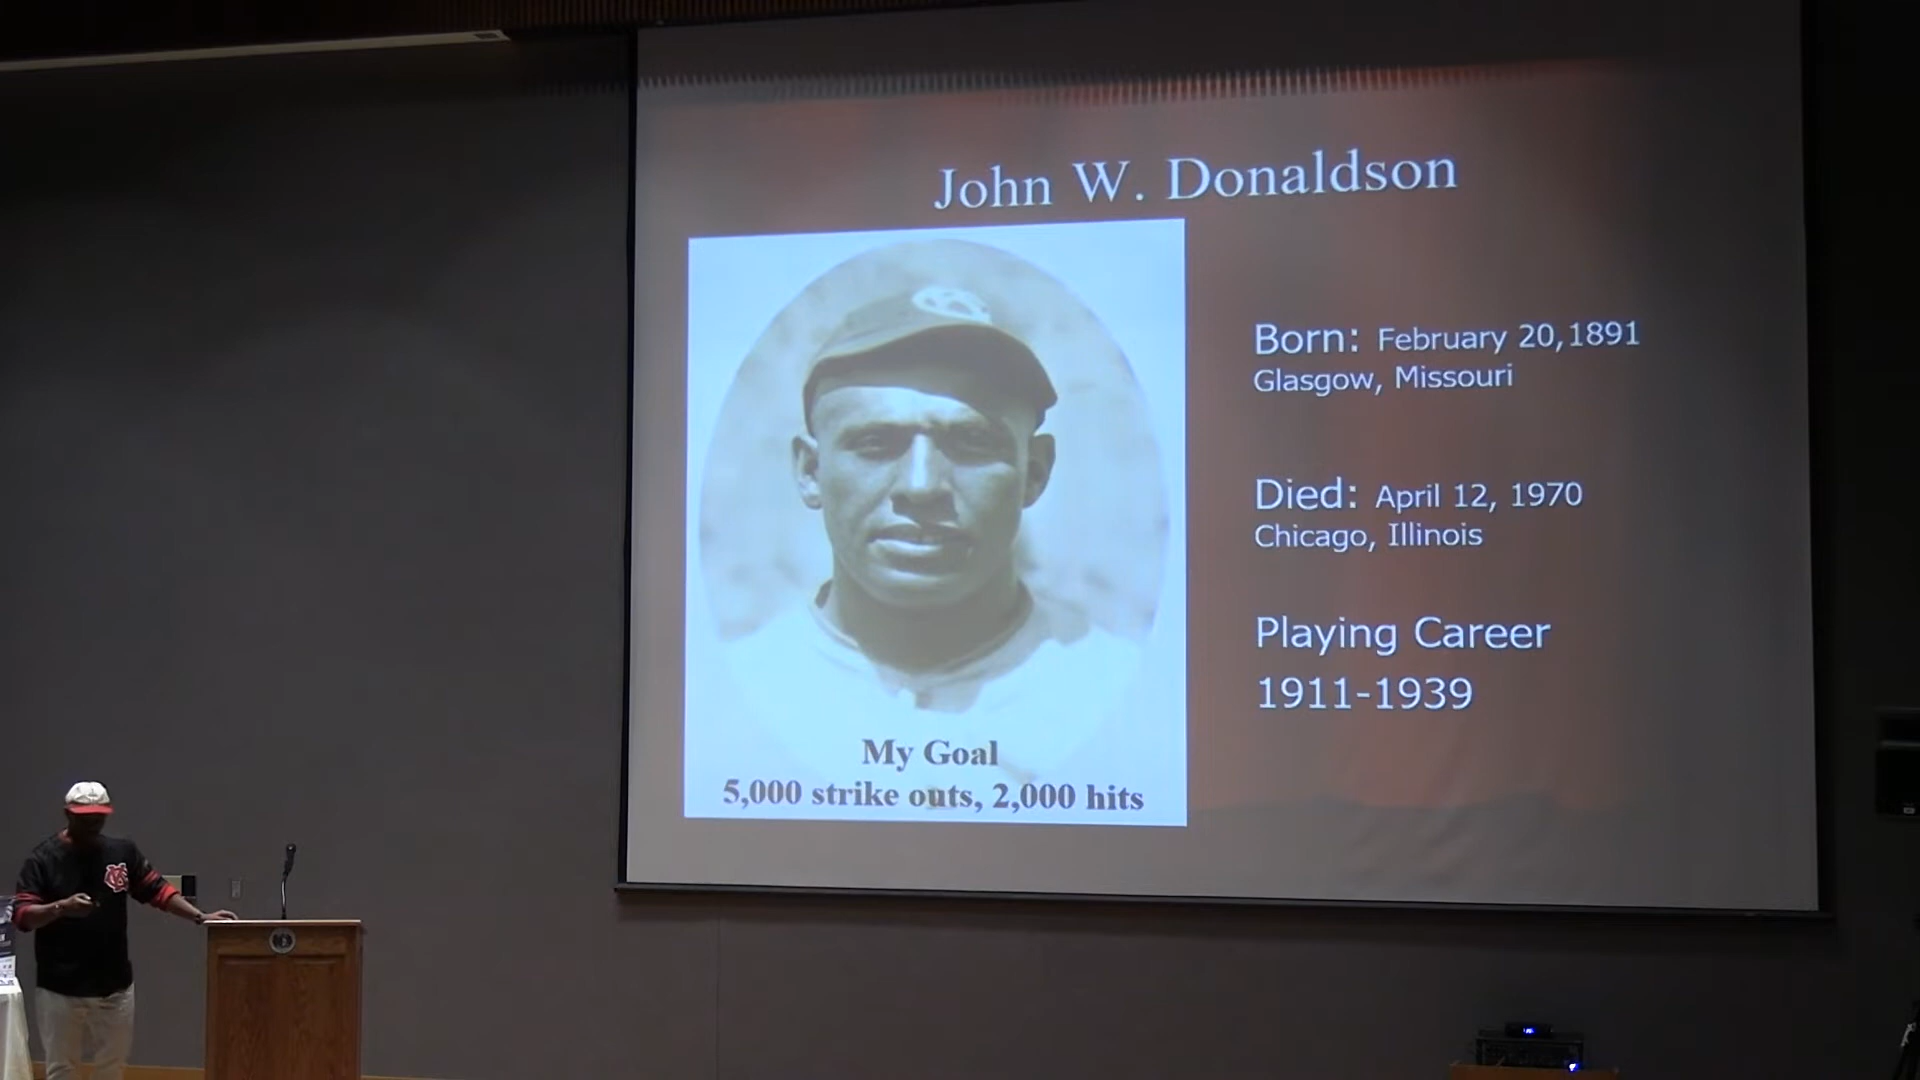 John W. Donaldson
Born: February 20,1891
Glasgow, Missouri
Died: April 12, 1970
Chicago, Illinois
Playing Career
1911-1939
My Goal
5,000 strike outs, 2,000 hits